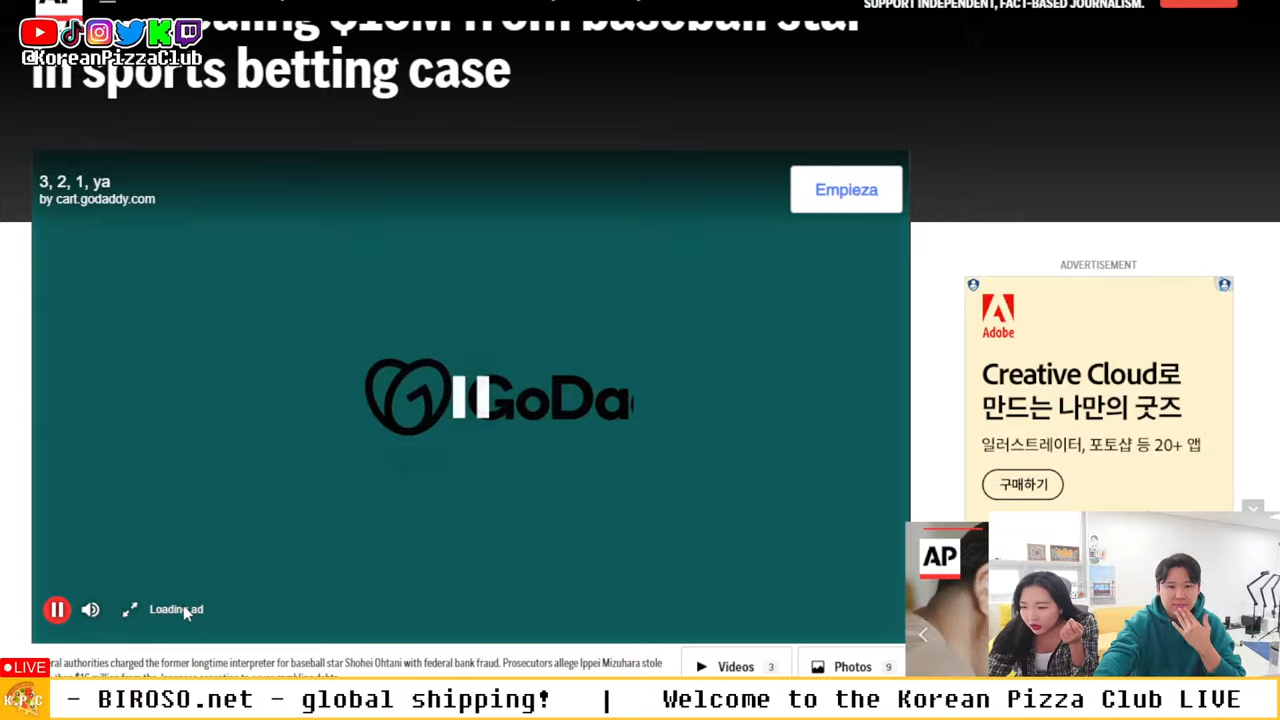 SUPPORT INDEPENDENT, FACT-BASED JOURNALISM.
@KoreanPizzaClub
$16M from baseball star
in sports betting case
3, 2, 1, ya
by cart.godaddy.com
Empieza
GoDa
Loading ad
ADVERTISEMENT
Adobe
Creative Cloud로
만드는 나만의 굿즈
일러스트레이터, 포토샵 등 20+ 앱
구매하기
AP
authorities charged the former longtime interpreter for baseball star Shohei Ohtani with federal bank fraud. Prosecutors allege Ippei Mizuhara stole
Videos 3
Photos 9
LIVE
K P C
- BIROSO.net - global shipping! | Welcome to the Korean Pizza Club LIVE